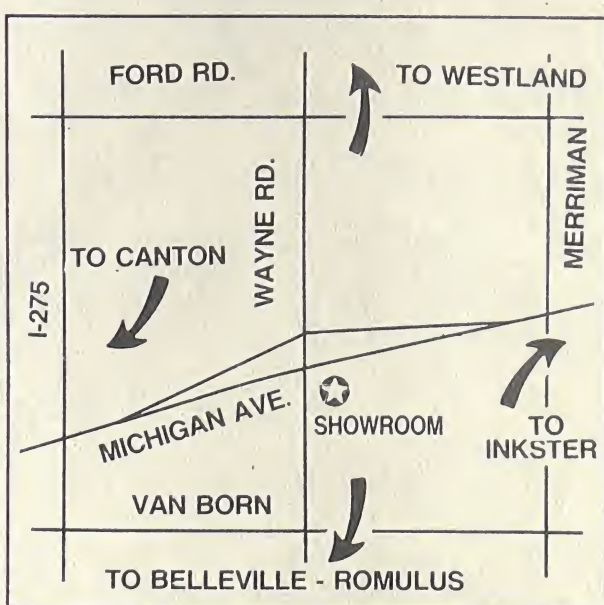 FORD RD.
TO WESTLAND
WAYNE RD.
MERRIMAN
TO CANTON
I-275
MICHIGAN AVE.
SHOWROOM
TO
INKSTER
VAN BORN
TO BELLEVILLE - ROMULUS